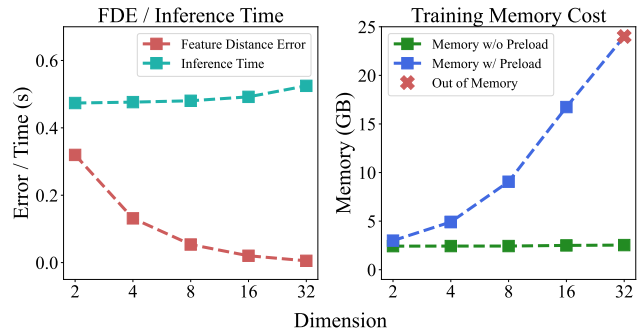 FDE / Inference Time
Feature Distance Error
Inference Time
Error / Time (s)
0.6
0.4
0.2
0.0
2 4 8 16 32
Training Memory Cost
Memory w/o Preload
Memory w/ Preload
Out of Memory
Memory (GB)
25
20
15
10
5
0
2 4 8 16 32
Dimension